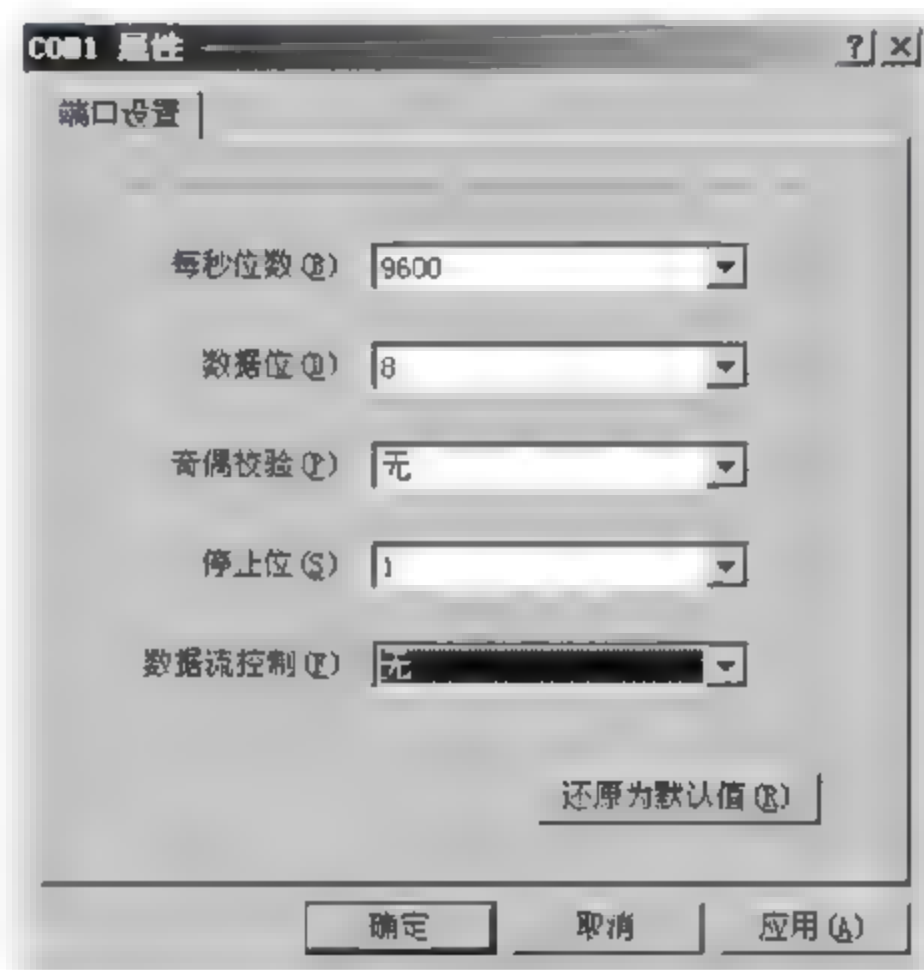 COM1 属性
端口设置
每秒位数(B) 9600
数据位(D) 8
奇偶校验(P) 无
停止位(S) 1
数据流控制(F) 无
还原为默认值(R)
确定 取消 应用(A)